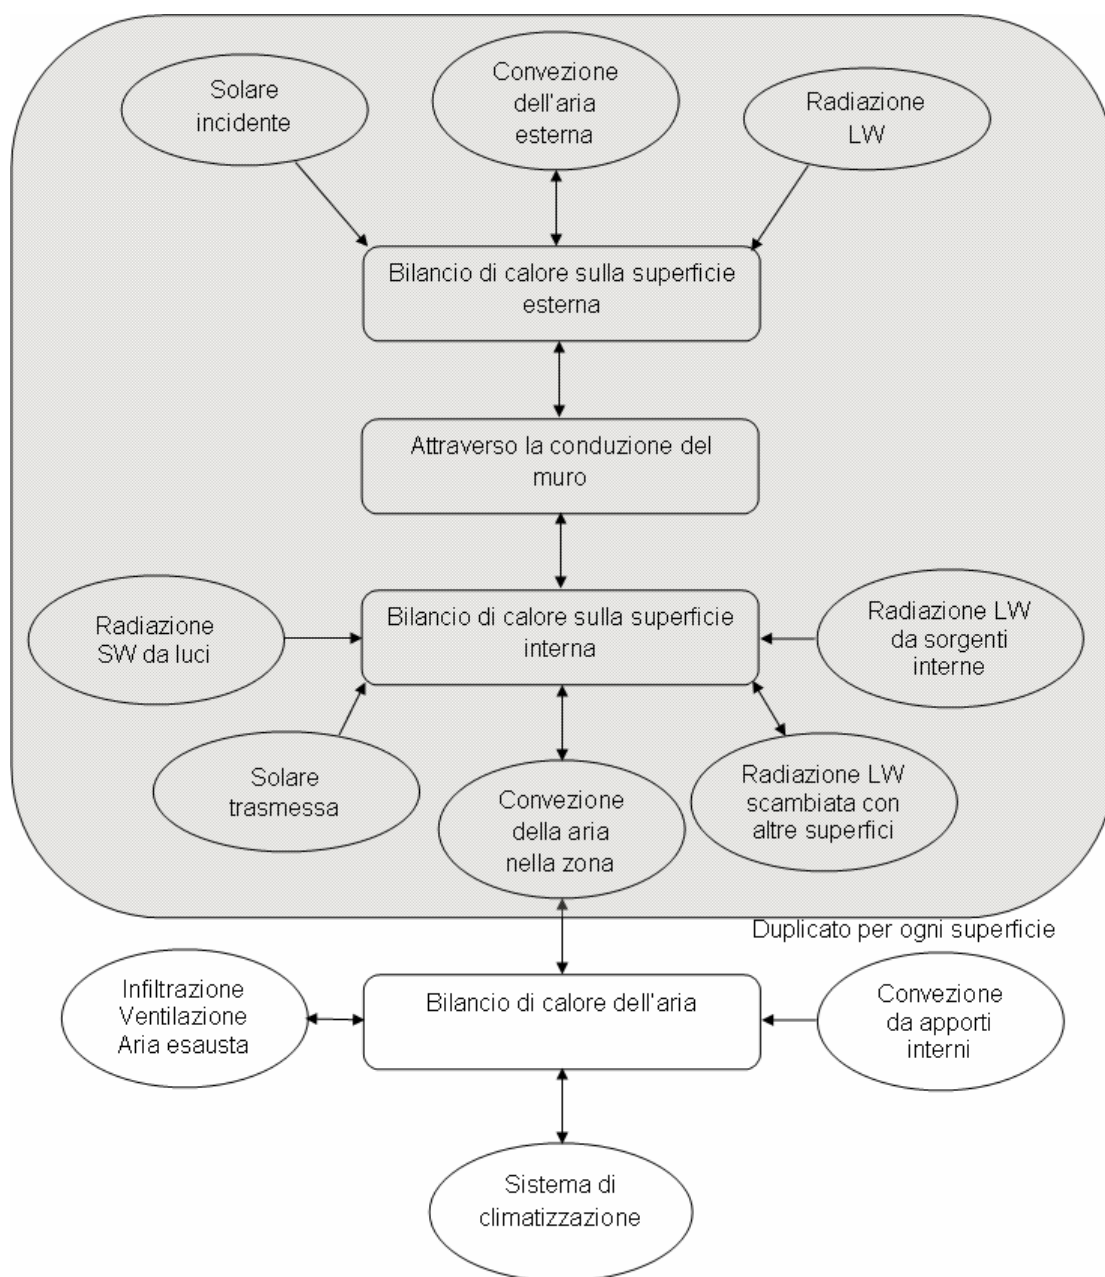 Solare
incidente
Convezione
dell'aria
esterna
Radiazione
LW
Bilancio di calore sulla superficie
esterna
Attraverso la conduzione del
muro
Radiazione
SW da luci
Bilancio di calore sulla superficie
interna
Radiazione LW
da sorgenti
interne
Solare
trasmessa
Convezione
della aria
nella zona
Radiazione LW
scambiata con
altre superfici
Duplicato per ogni superficie
Infiltrazione
Ventilazione
Aria esausta
Bilancio di calore dell'aria
Convezione
da apporti
interni
Sistema di
climatizzazione